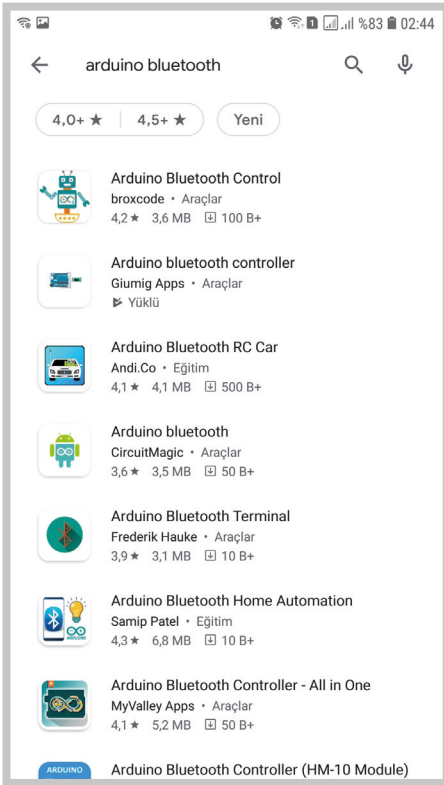 %83 02:44
arduino bluetooth
4,0+ ★ 4,5+ ★ Yeni
Arduino Bluetooth Control
broxcode • Araçlar
4,2 ★ 3,6 MB 100 B+
Arduino bluetooth controller
Giumig Apps • Araçlar
Yüklü
Arduino Bluetooth RC Car
Andi.Co • Eğitim
4,1 ★ 4,1 MB 500 B+
Arduino bluetooth
CircuitMagic • Araçlar
3,6 ★ 3,5 MB 50 B+
Arduino Bluetooth Terminal
Frederik Hauke • Araçlar
3,9 ★ 3,1 MB 10 B+
Arduino Bluetooth Home Automation
Samip Patel • Eğitim
4,3 ★ 6,8 MB 10 B+
ARDUINO
Arduino Bluetooth Controller - All in One
MyValley Apps • Araçlar
4,1 ★ 5,2 MB 50 B+
ARDUINO
Arduino Bluetooth Controller (HM-10 Module)